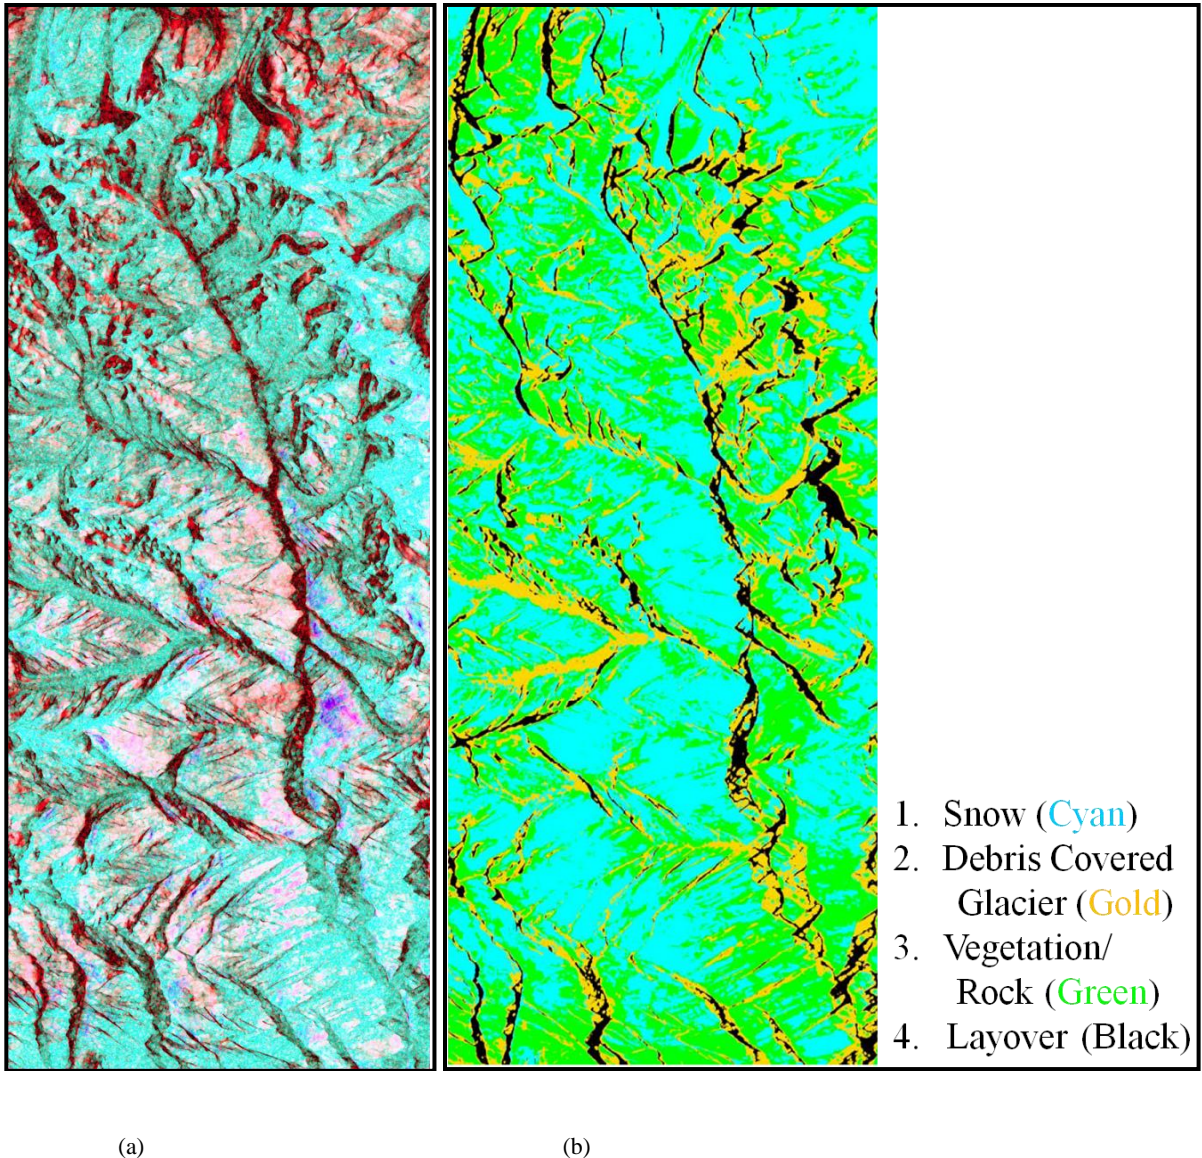 1. Snow (Cyan)
2. Debris Covered
Glacier (Gold)
3. Vegetation/
Rock (Green)
4. Layover (Black)
(a) (b)